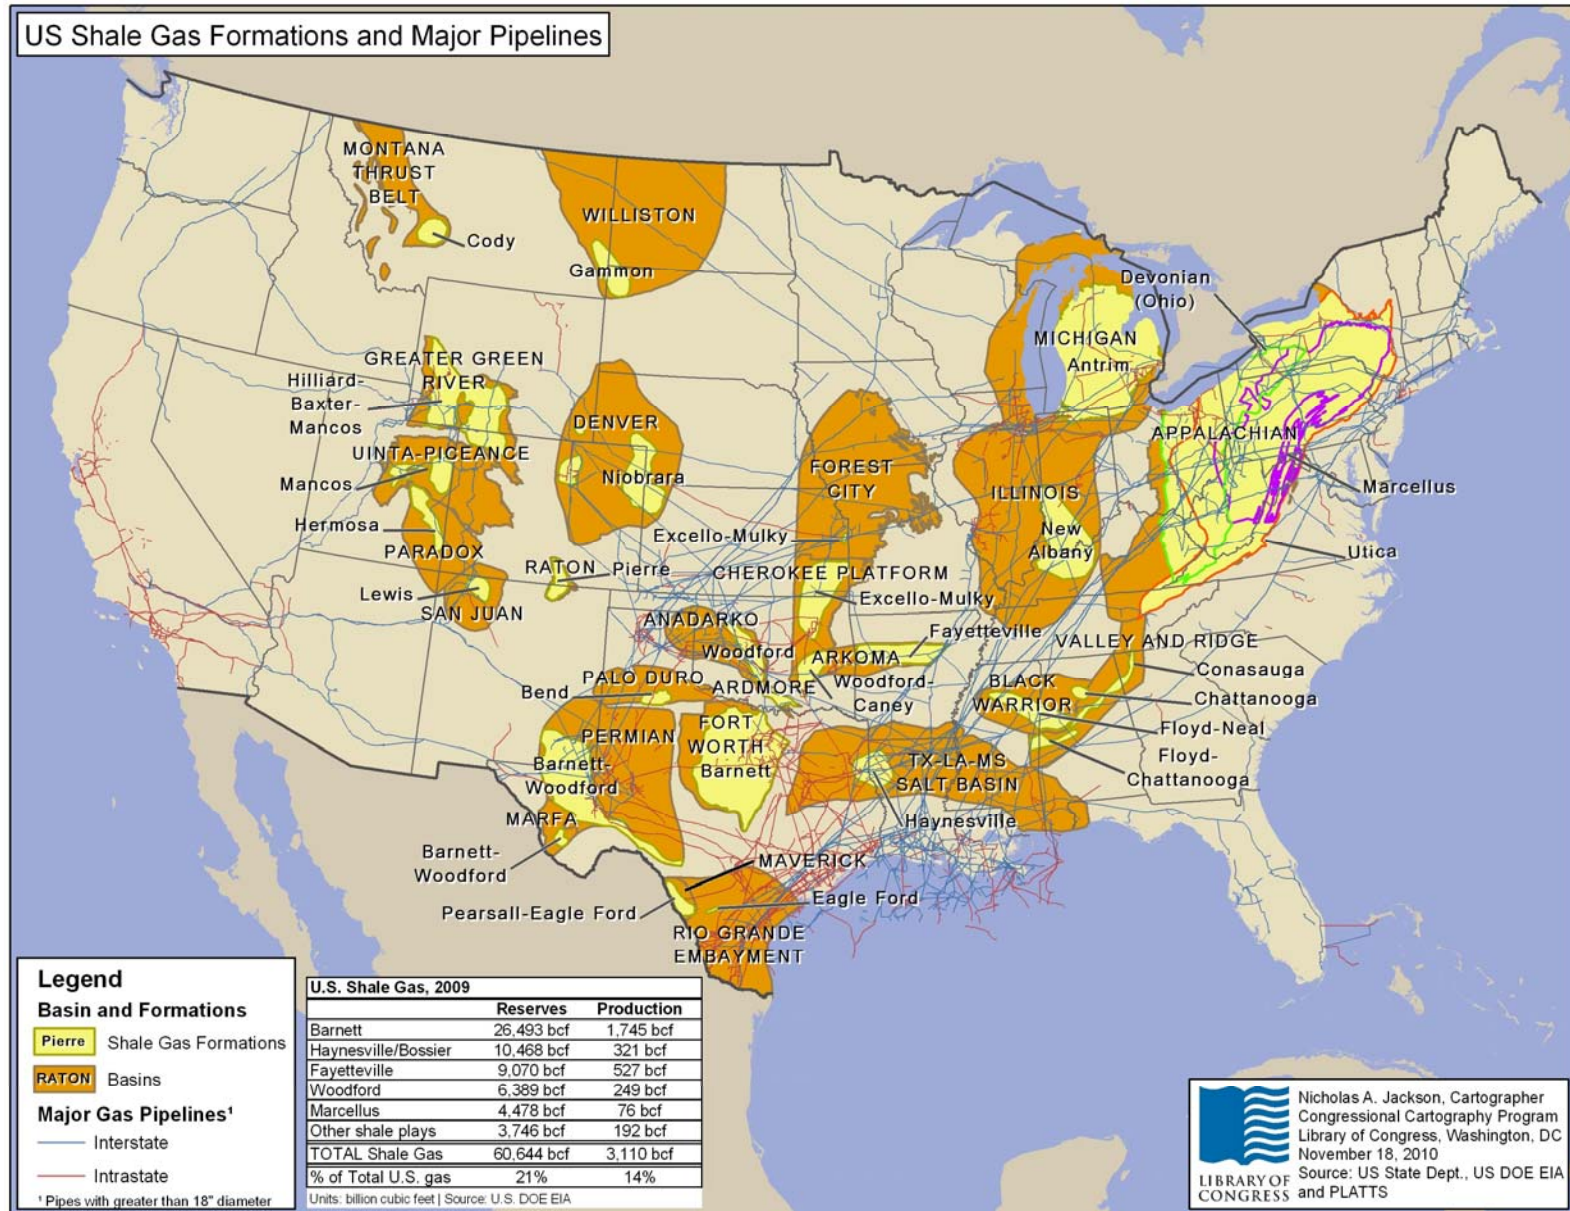 US Shale Gas Formations and Major Pipelines
MONTANA
THRUST
BELT
Cody
WILLISTON
Gammon
Devonian
(Ohio)
MICHIGAN
Antrim
GREATER GREEN
RIVER
Hilliard-
Baxter-
Mancos
DENVER
Niobrara
UINTA-PICEANCE
Mancos
Hermosa
PARADOX
Lewis
SAN JUAN
RATON
Pierre
FOREST
CITY
Excello-Mulky
CHEROKEE PLATFORM
Excello-Mulky
ILLINOIS
New
Albany
APPALACHIAN
Marcellus
Utica
ANADARKO
Woodford
ARKOMA
Fayetteville
Woodford-
Caney
PALO DURO
Bend
ARDMORE
VALLEY AND RIDGE
Conasauga
BLACK
WARRIOR
Chattanooga
Floyd-Neal
Floyd-
Chattanooga
PERMIAN
Barnett-
Woodford
FORT
WORTH
Barnett
TX-LA-MS
SALT BASIN
Haynesville
MARFA
Barnett-
Woodford
MAVERICK
Pearsall-Eagle Ford
Eagle Ford
RIO GRANDE
EMBAYMENT
Legend
Basin and Formations
Pierre Shale Gas Formations
RATON Basins
Major Gas Pipelines¹
Interstate
Intrastate
¹ Pipes with greater than 18" diameter
U.S. Shale Gas, 2009
Reserves Production
Barnett 26,493 bcf 1,745 bcf
Haynesville/Bossier 10,468 bcf 321 bcf
Fayetteville 9,070 bcf 527 bcf
Woodford 6,389 bcf 249 bcf
Marcellus 4,478 bcf 76 bcf
Other shale plays 3,746 bcf 192 bcf
TOTAL Shale Gas 60,644 bcf 3,110 bcf
% of Total U.S. gas 21% 14%
Units: billion cubic feet | Source: U.S. DOE EIA
LIBRARY OF
CONGRESS
Nicholas A. Jackson, Cartographer
Congressional Cartography Program
Library of Congress, Washington, DC
November 18, 2010
Source: US State Dept., US DOE EIA
and PLATTS